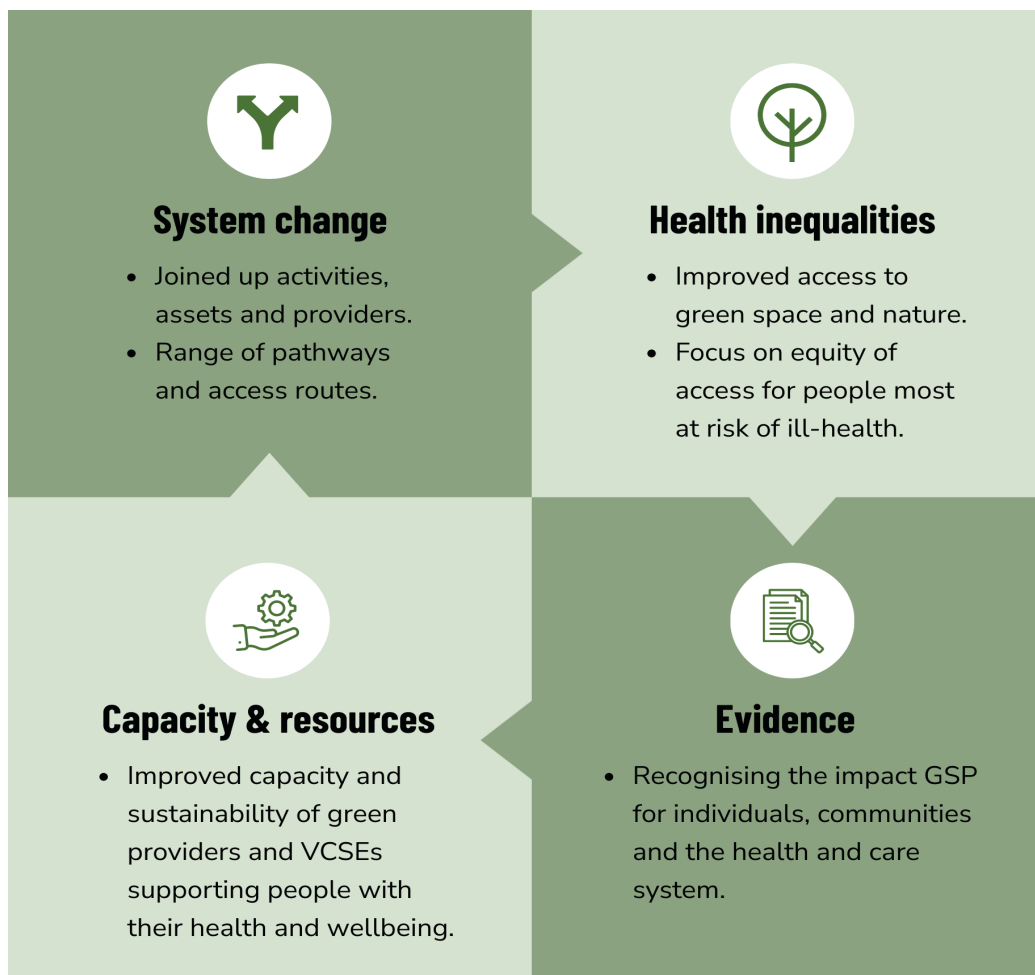 System change
• Joined up activities,
assets and providers.
• Range of pathways
and access routes.
Health inequalities
• Improved access to
green space and nature.
• Focus on equity of
access for people most
at risk of ill-health.
Capacity & resources
• Improved capacity and
sustainability of green
providers and VCSEs
supporting people with
their health and wellbeing.
Evidence
• Recognising the impact GSP
for individuals, communities
and the health and care
system.